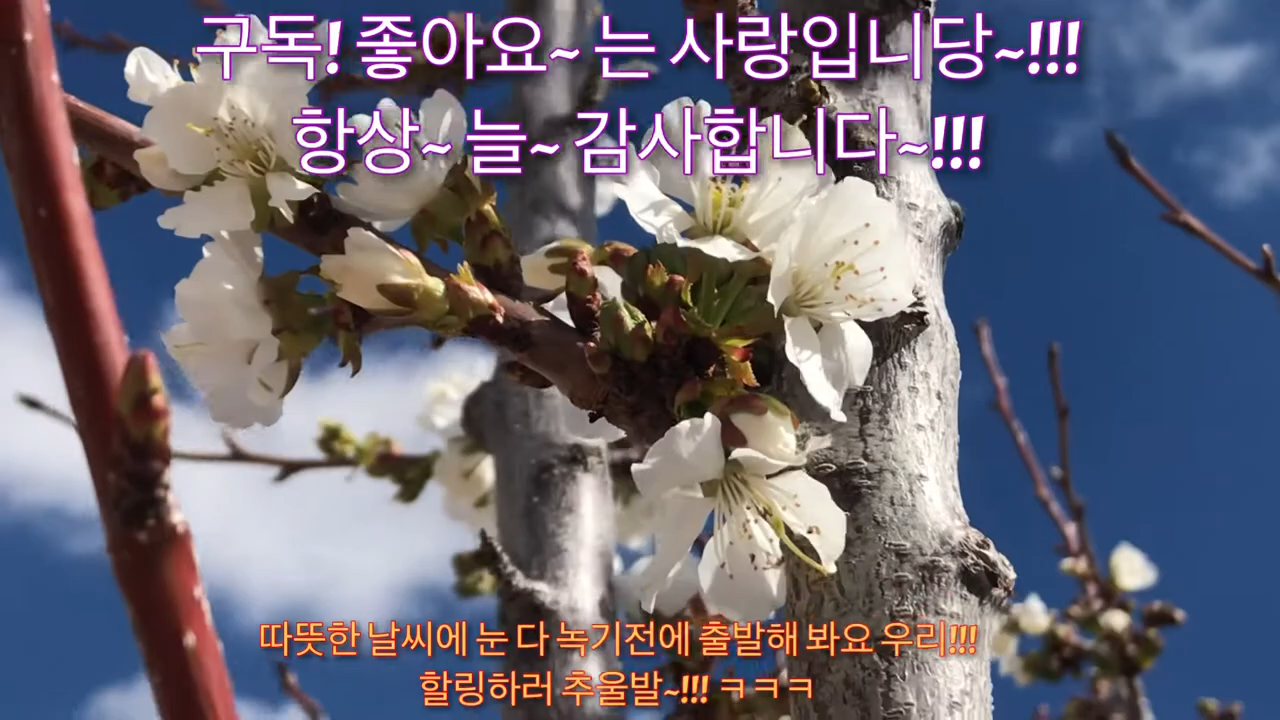 구독! 좋아요~ 는 사랑입니당~!!!
항상~ 늘~ 감사합니다~!!!
따뜻한 날씨에 눈 다 녹기전에 출발해 봐요 우리!!!
할링하러 추울발~!!! ㅋㅋㅋ